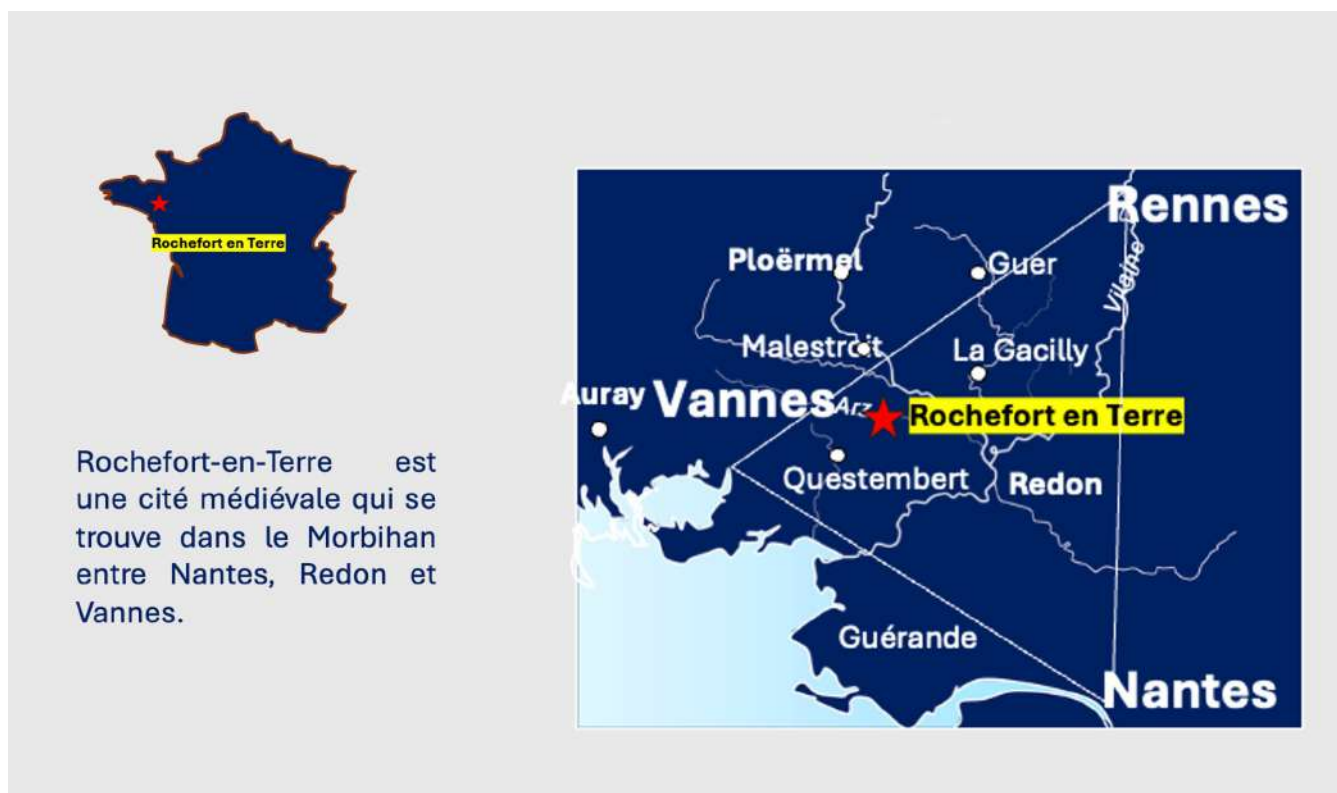 Rochefort en Terre
Rochefort-en-Terre est
une cité médiévale qui se
trouve dans le Morbihan
entre Nantes, Redon et
Vannes.
Rennes
Ploërmel
Guer
Vilaine
Malestroit
La Gacilly
Auray
Vannes
Arz
Rochefort en Terre
Questembert
Redon
Guérande
Nantes